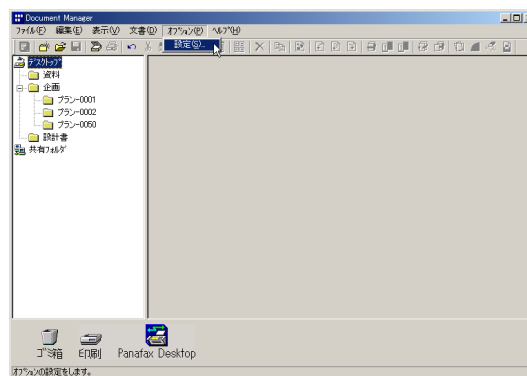 Document Manager
ﾌｧｲﾙ(F) 編集(E) 表示(V) 文書(D) ｵﾌﾟｼｮﾝ(P) ﾍﾙﾌﾟ(H)
設定(S)...
ﾃﾞｽｸﾄｯﾌﾟ
資料
企画
プラン-0001
プラン-0002
プラン-0050
設計書
共有ﾌｫﾙﾀﾞ
ｺﾞﾐ箱 印刷 Panafax Desktop
ｵﾌﾟｼｮﾝの設定をします。